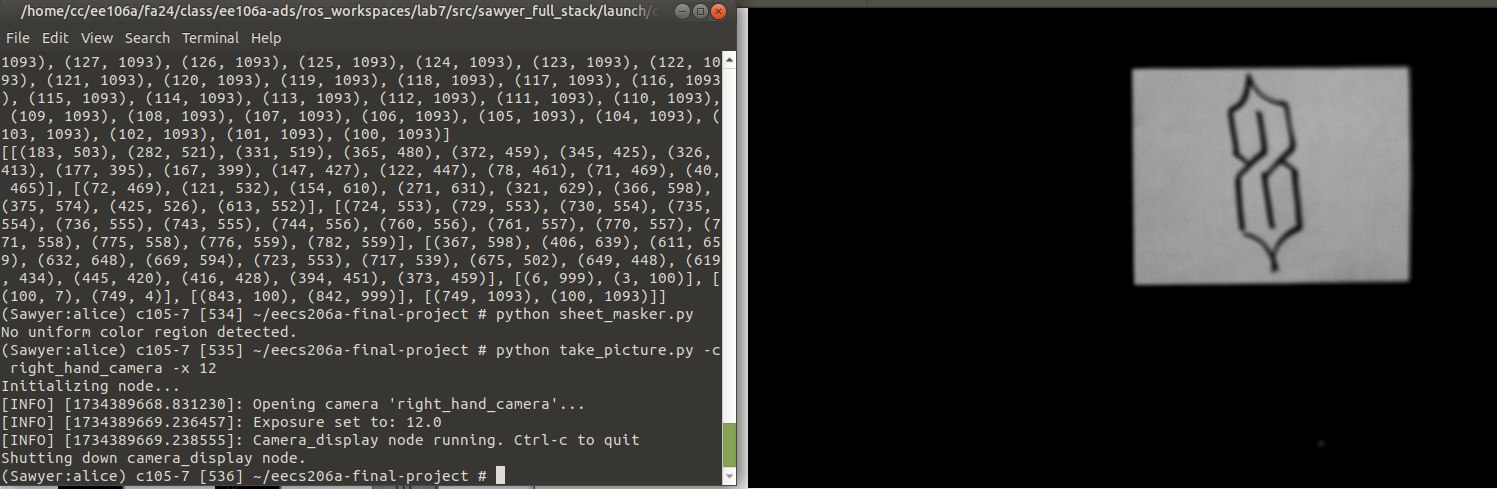 /home/cc/ee106a/fa24/class/ee106a-ads/ros_workspaces/lab7/src/sawyer_full_stack/launch/
File Edit View Search Terminal Help
1093), (127, 1093), (126, 1093), (125, 1093), (124, 1093), (123, 1093), (122, 10
93), (121, 1093), (120, 1093), (119, 1093), (118, 1093), (117, 1093), (116, 1093
), (115, 1093), (114, 1093), (113, 1093), (112, 1093), (111, 1093), (110, 1093),
(109, 1093), (108, 1093), (107, 1093), (106, 1093), (105, 1093), (104, 1093), (
103, 1093), (102, 1093), (101, 1093), (100, 1093)]
[[(183, 503), (282, 521), (331, 519), (365, 480), (372, 459), (345, 425), (326,
413), (177, 395), (167, 399), (147, 427), (122, 447), (78, 461), (71, 469), (40,
465)], [(72, 469), (121, 532), (154, 610), (271, 631), (321, 629), (366, 598),
(375, 574), (425, 526), (613, 552)], [(724, 553), (729, 553), (730, 554), (735,
554), (736, 555), (743, 555), (744, 556), (760, 556), (761, 557), (770, 557), (7
71, 558), (775, 558), (776, 559), (782, 559)], [(367, 598), (406, 639), (611, 65
9), (632, 648), (669, 594), (723, 553), (717, 539), (675, 502), (649, 448), (619
, 434), (445, 420), (416, 428), (394, 451), (373, 459)], [(6, 999), (3, 100)], [
(100, 7), (749, 4)], [(843, 100), (842, 999)], [(749, 1093), (100, 1093)]]
(Sawyer:alice) c105-7 [534] ~/eecs206a-final-project # python sheet_masker.py
No uniform color region detected.
(Sawyer:alice) c105-7 [535] ~/eecs206a-final-project # python take_picture.py -c
right_hand_camera -x 12
Initializing node...
[INFO] [1734389668.831230]: Opening camera 'right_hand_camera'...
[INFO] [1734389669.236457]: Exposure set to: 12.0
[INFO] [1734389669.238555]: Camera_display node running. Ctrl-c to quit
Shutting down camera_display node.
(Sawyer:alice) c105-7 [536] ~/eecs206a-final-project #